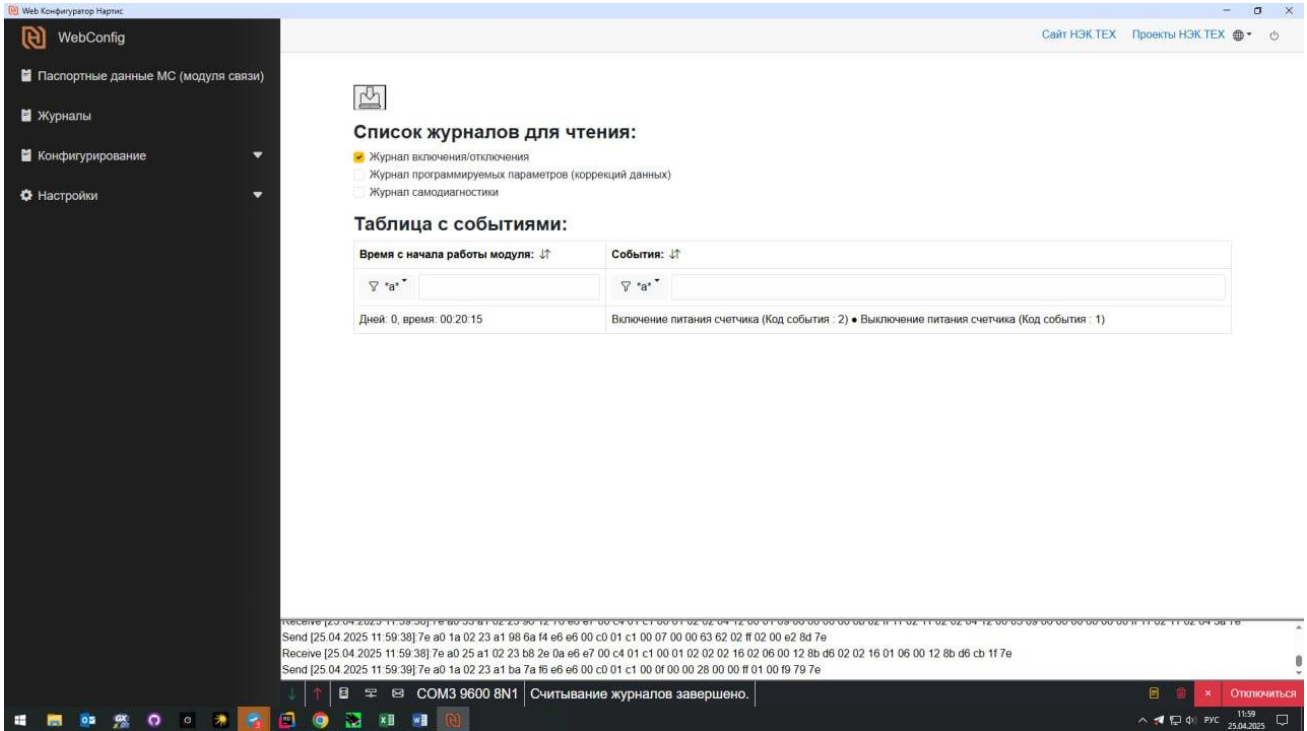 Web Конфигуратор Нартис
WebConfig
Сайт НЭК.ТЕХ Проекты НЭК.ТЕХ
Паспортные данные МС (модуля связи)
Журналы
Конфигурирование
Настройки
Список журналов для чтения:
Журнал включения/отключения
Журнал программируемых параметров (коррекций данных)
Журнал самодиагностики
Таблица с событиями:
Время с начала работы модуля: События:
"a" "a"
Дней: 0, время: 00:20:15 Включение питания счетчика (Код события : 2) ● Выключение питания счетчика (Код события : 1)
Send [25.04.2025 11:59:38]:7e a0 1a 02 23 a1 98 6a f4 e6 e6 00 c0 01 c1 00 07 00 00 63 62 02 ff 02 00 e2 8d 7e
Receive [25.04.2025 11:59:38]:7e a0 25 a1 02 23 b8 2e 0a e6 e7 00 c4 01 c1 00 01 02 02 02 16 02 06 00 12 8b d6 02 02 16 01 06 00 12 8b d6 cb 1f 7e
Send [25.04.2025 11:59:39]:7e a0 1a 02 23 a1 ba 7a f6 e6 e6 00 c0 01 c1 00 0f 00 00 28 00 00 ff 01 00 f9 79 7e
COM3 9600 8N1 Считывание журналов завершено.
Отключиться
РУС
11:59
25.04.2025